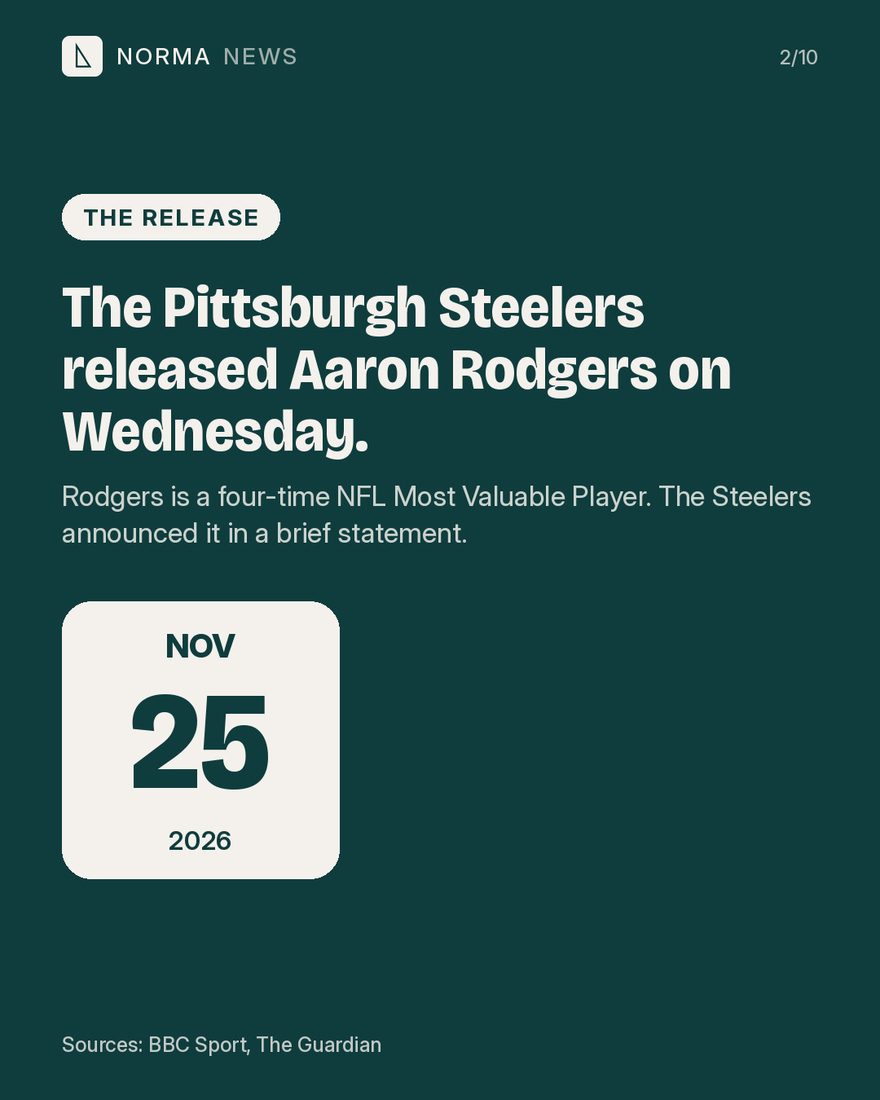 NORMA NEWS
2/10
THE RELEASE
The Pittsburgh Steelers
released Aaron Rodgers on
Wednesday.
Rodgers is a four-time NFL Most Valuable Player. The Steelers
announced it in a brief statement.
NOV
25
2026
Sources: BBC Sport, The Guardian